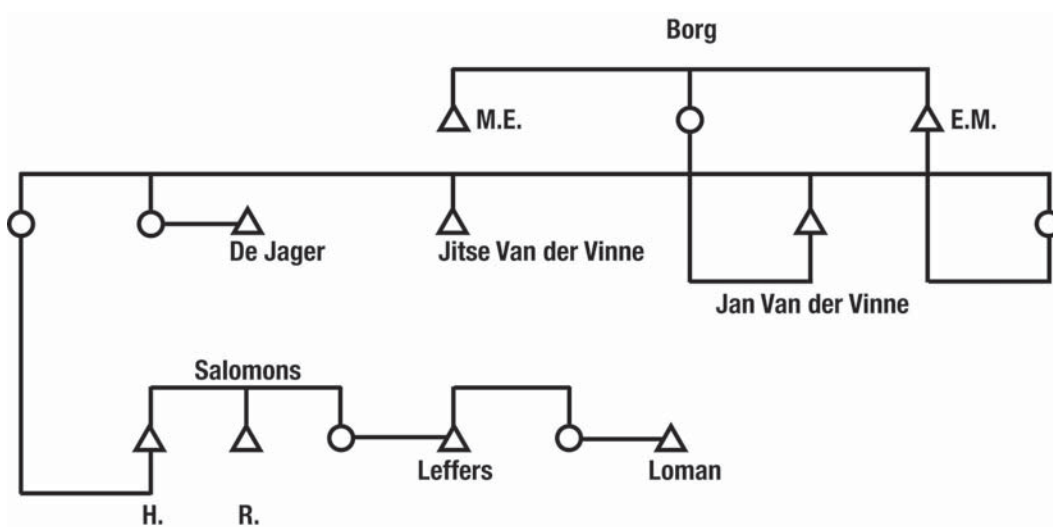 Borg
M.E.
E.M.
De Jager
Jitse Van der Vinne
Jan Van der Vinne
Salomons
Leffers
Loman
H.
R.